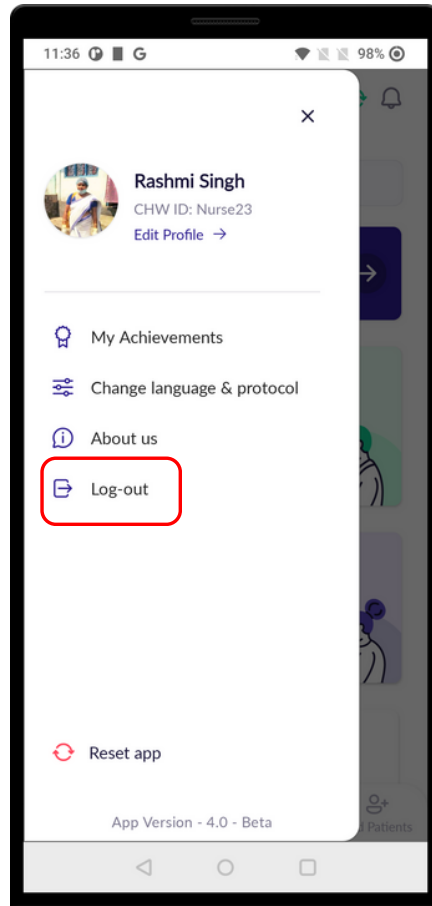 11:36 G 98%
Rashmi Singh
CHW ID: Nurse23
Edit Profile →
My Achievements
Change language & protocol
About us
Log-out
Reset app
App Version - 4.0 - Beta
Patients